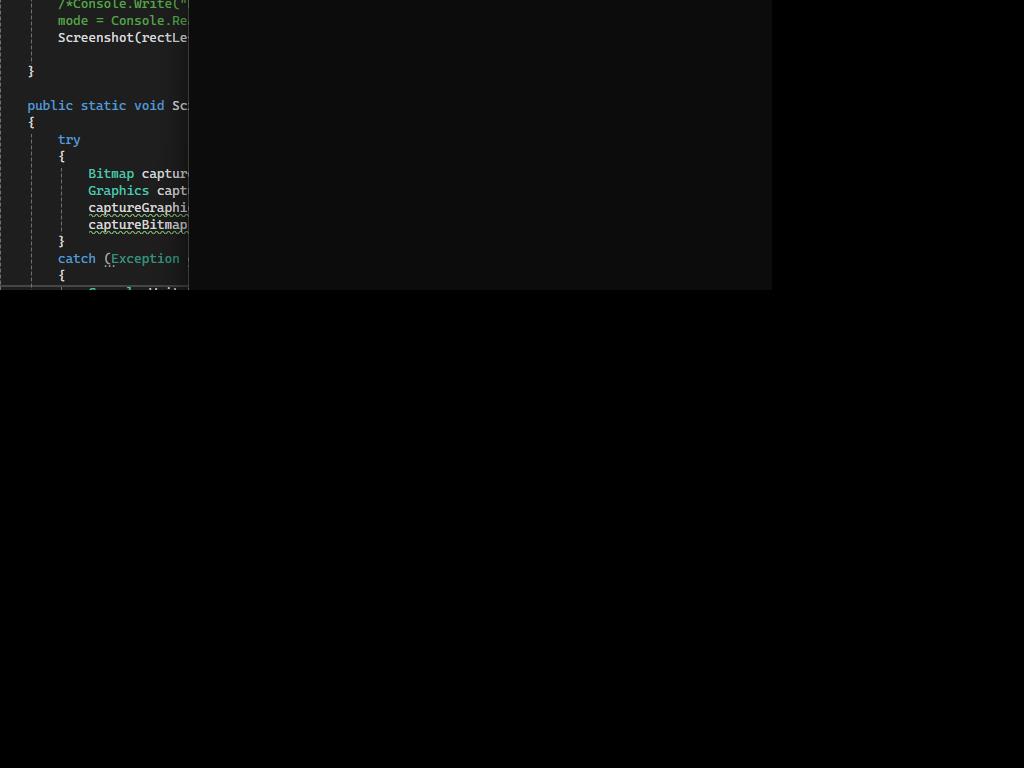 /*Console.Write("
mode = Console.Re
Screenshot(rectLe
}
public static void Sc
{
try
{
Bitmap captur
Graphics capt
captureGraphi
captureBitmap
}
catch (Exception
{